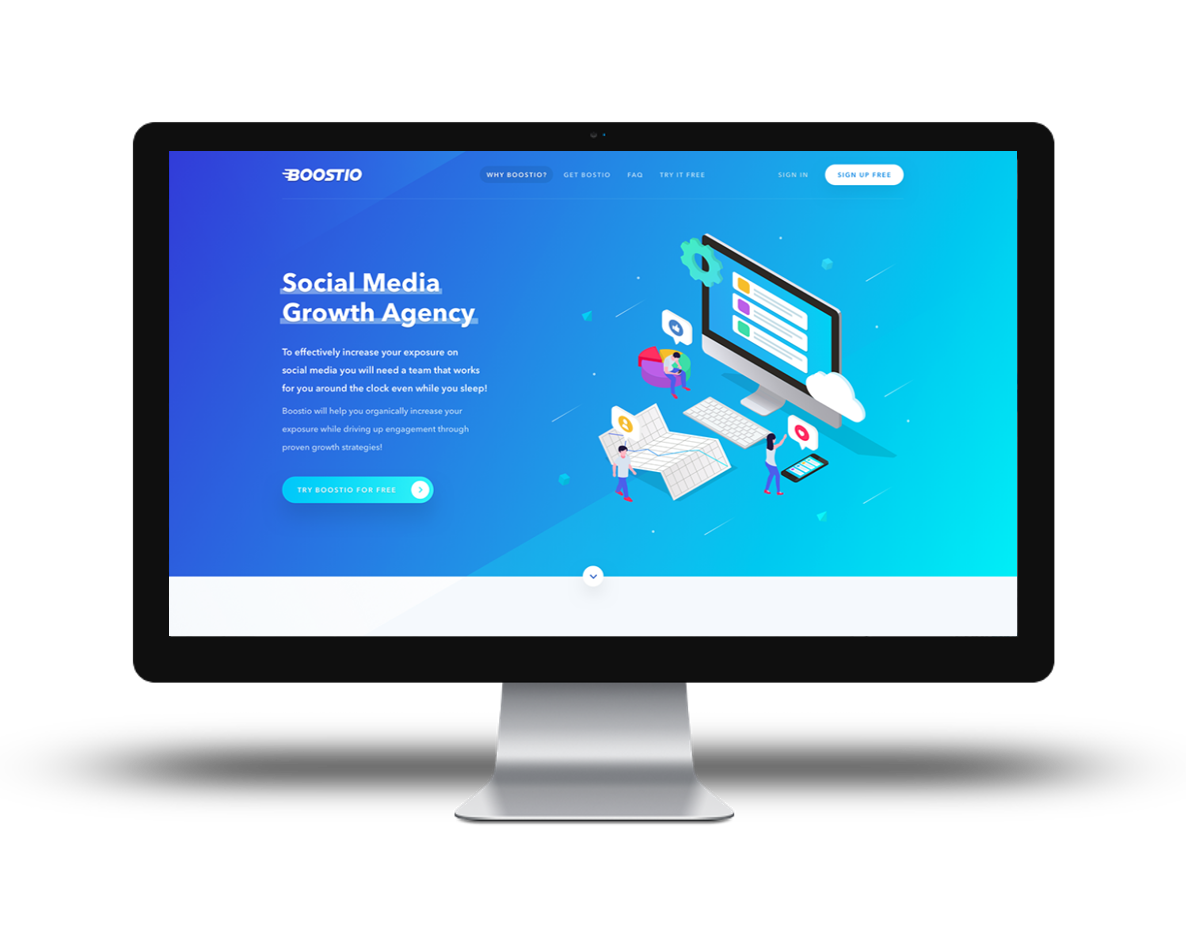 BOOSTIO
WHY BOOSTIO?
GET BOSTIO
FAQ
TRY IT FREE
SIGN IN
SIGN UP FREE
Social Media
Growth Agency
To effectively increase your exposure on
social media you will need a team that works
for you around the clock even while you sleep!
Boostio will help you organically increase your
exposure while driving up engagement through
proven growth strategies!
TRY BOOSTIO FOR FREE